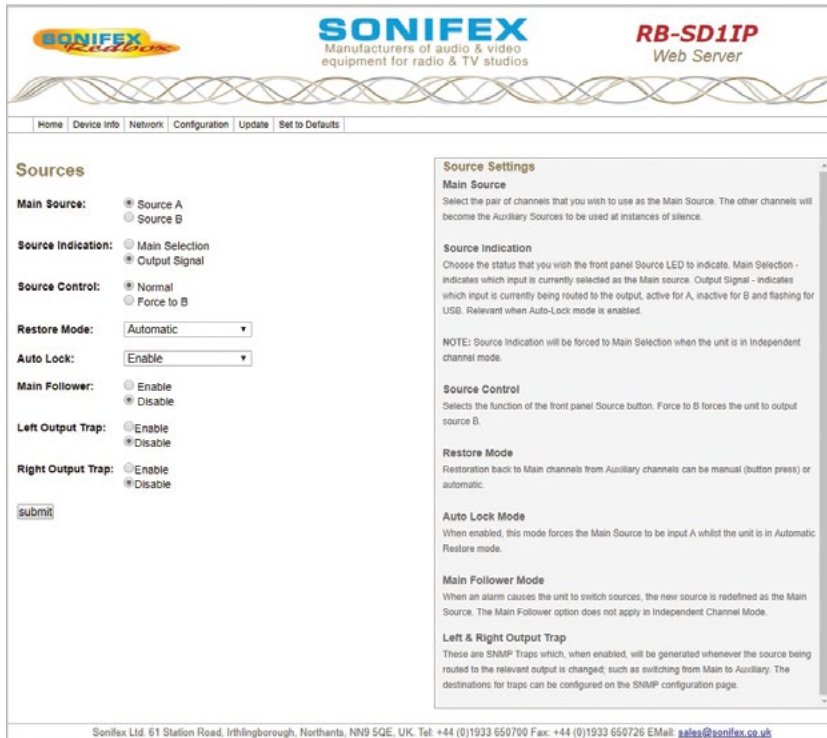 SONIFEX
Redbox
SONIFEX
Manufacturers of audio & video
equipment for radio & TV studios
RB-SD1IP
Web Server
Home Device Info Network Configuration Update Set to Defaults
Sources
Main Source: Source A
Source B
Source Indication: Main Selection
Output Signal
Source Control: Normal
Force to B
Restore Mode: Automatic
Auto Lock: Enable
Main Follower: Enable
Disable
Left Output Trap: Enable
Disable
Right Output Trap: Enable
Disable
submit
Source Settings
Main Source
Select the pair of channels that you wish to use as the Main Source. The other channels will
become the Auxiliary Sources to be used at instances of silence.
Source Indication
Choose the status that you wish the front panel Source LED to indicate. Main Selection -
indicates which input is currently selected as the Main source. Output Signal - indicates
which input is currently being routed to the output, active for A, inactive for B and flashing for
USB. Relevant when Auto-Lock mode is enabled.
NOTE: Source Indication will be forced to Main Selection when the unit is in Independent
channel mode.
Source Control
Selects the function of the front panel Source button. Force to B forces the unit to output
source B.
Restore Mode
Restoration back to Main channels from Auxiliary channels can be manual (button press) or
automatic.
Auto Lock Mode
When enabled, this mode forces the Main Source to be input A whilst the unit is in Automatic
Restore mode.
Main Follower Mode
When an alarm causes the unit to switch sources, the new source is redefined as the Main
Source. The Main Follower option does not apply in Independent Channel Mode.
Left & Right Output Trap
These are SNMP Traps which, when enabled, will be generated whenever the source being
routed to the relevant output is changed; such as switching from Main to Auxiliary. The
destinations for traps can be configured on the SNMP configuration page.
Sonifex Ltd. 61 Station Road, Irthlingborough, Northants, NN9 5QE, UK. Tel: +44 (0)1933 650700 Fax: +44 (0)1933 650726 EMail: sales@sonifex.co.uk